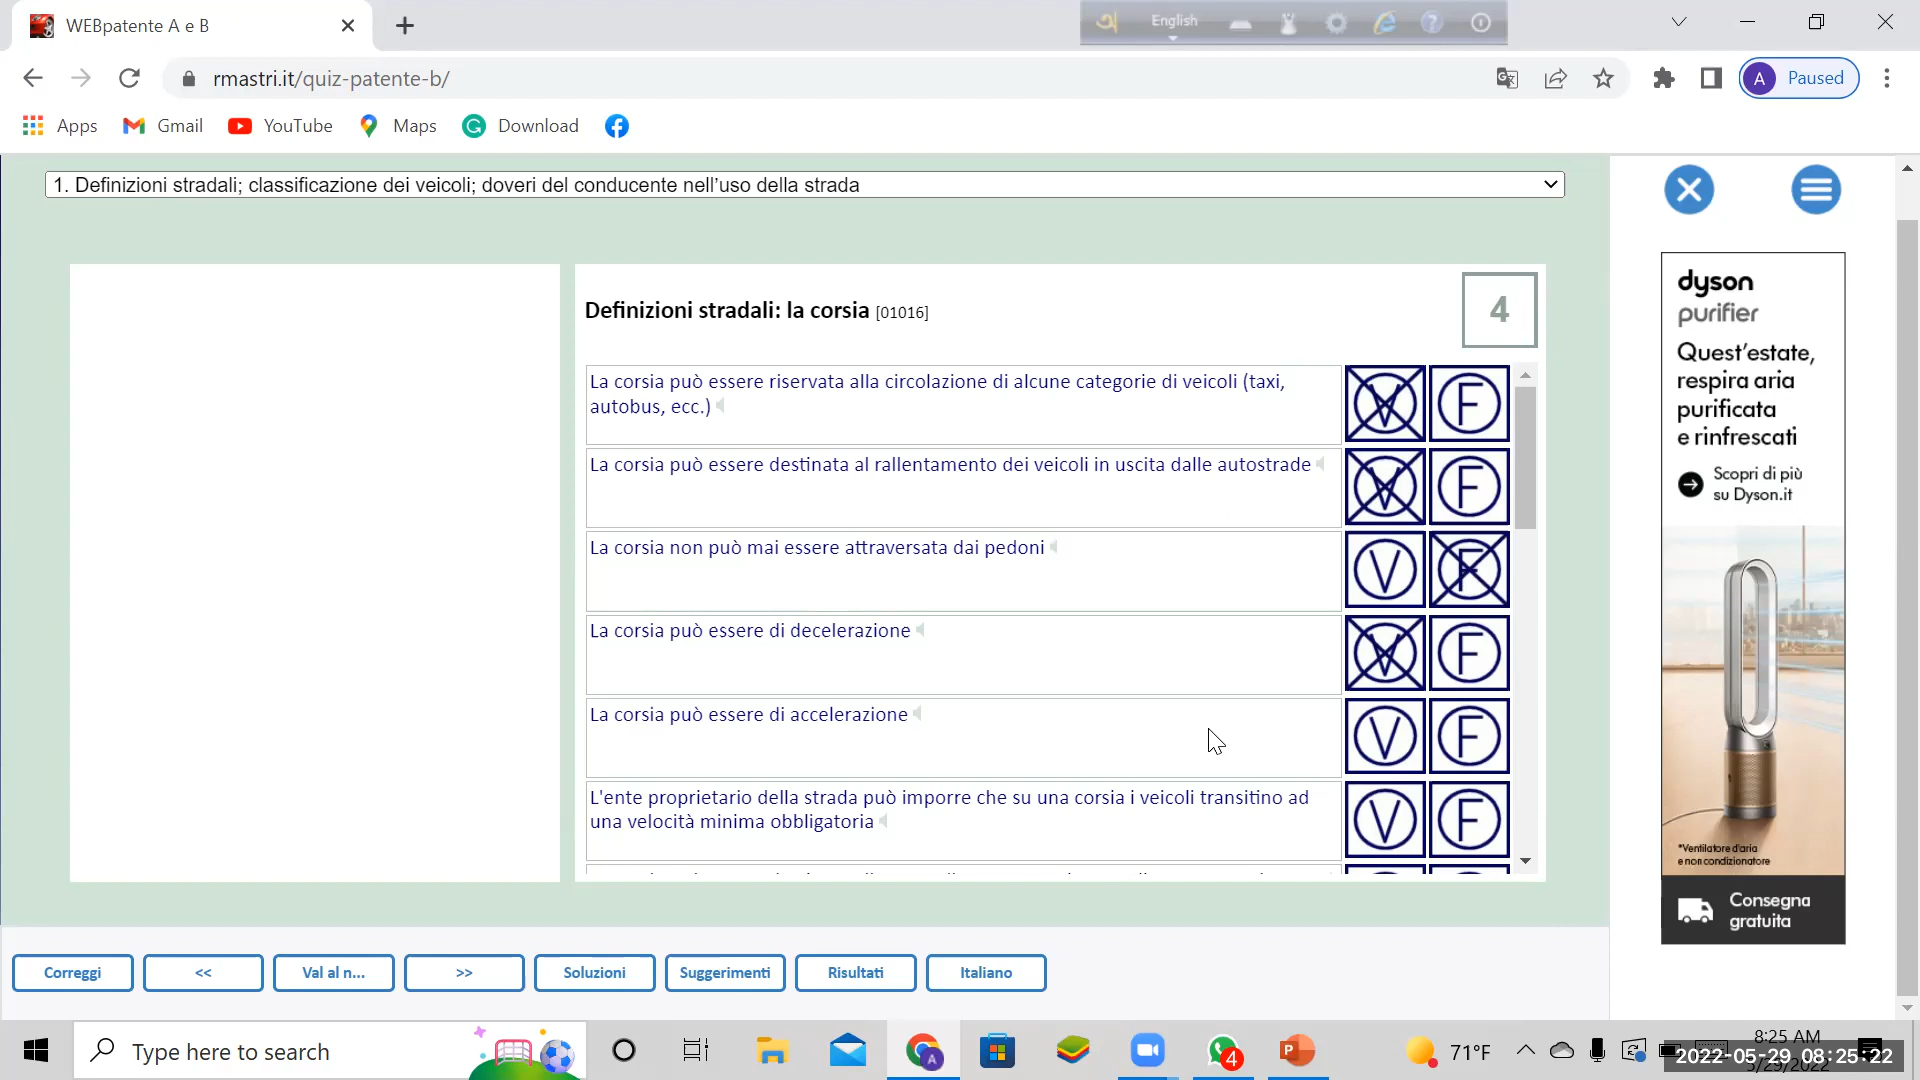 WEBpatente A e B
English
rmastri.it/quiz-patente-b/
A
Paused
Apps
Gmail
YouTube
Maps
Download
1. Definizioni stradali; classificazione dei veicoli; doveri del conducente nell'uso della strada
Definizioni stradali: la corsia [01016]
4
La corsia può essere riservata alla circolazione di alcune categorie di veicoli (taxi,
autobus, ecc.)
V F
La corsia può essere destinata al rallentamento dei veicoli in uscita dalle autostrade
V F
La corsia non può mai essere attraversata dai pedoni
V F
La corsia può essere di decelerazione
V F
La corsia può essere di accelerazione
V F
L'ente proprietario della strada può imporre che su una corsia i veicoli transitino ad
una velocità minima obbligatoria
V F
dyson
purifier
Quest'estate,
respira aria
purificata
e rinfrescati
Scopri di più
su Dyson.it
*Ventilatore d'aria
e non condizionatore
Consegna
gratuita
Correggi
<<
Val al n...
>>
Soluzioni
Suggerimenti
Risultati
Italiano
Type here to search
A
4
P
71°F
8:25 AM
2022-05-29 08:25:22